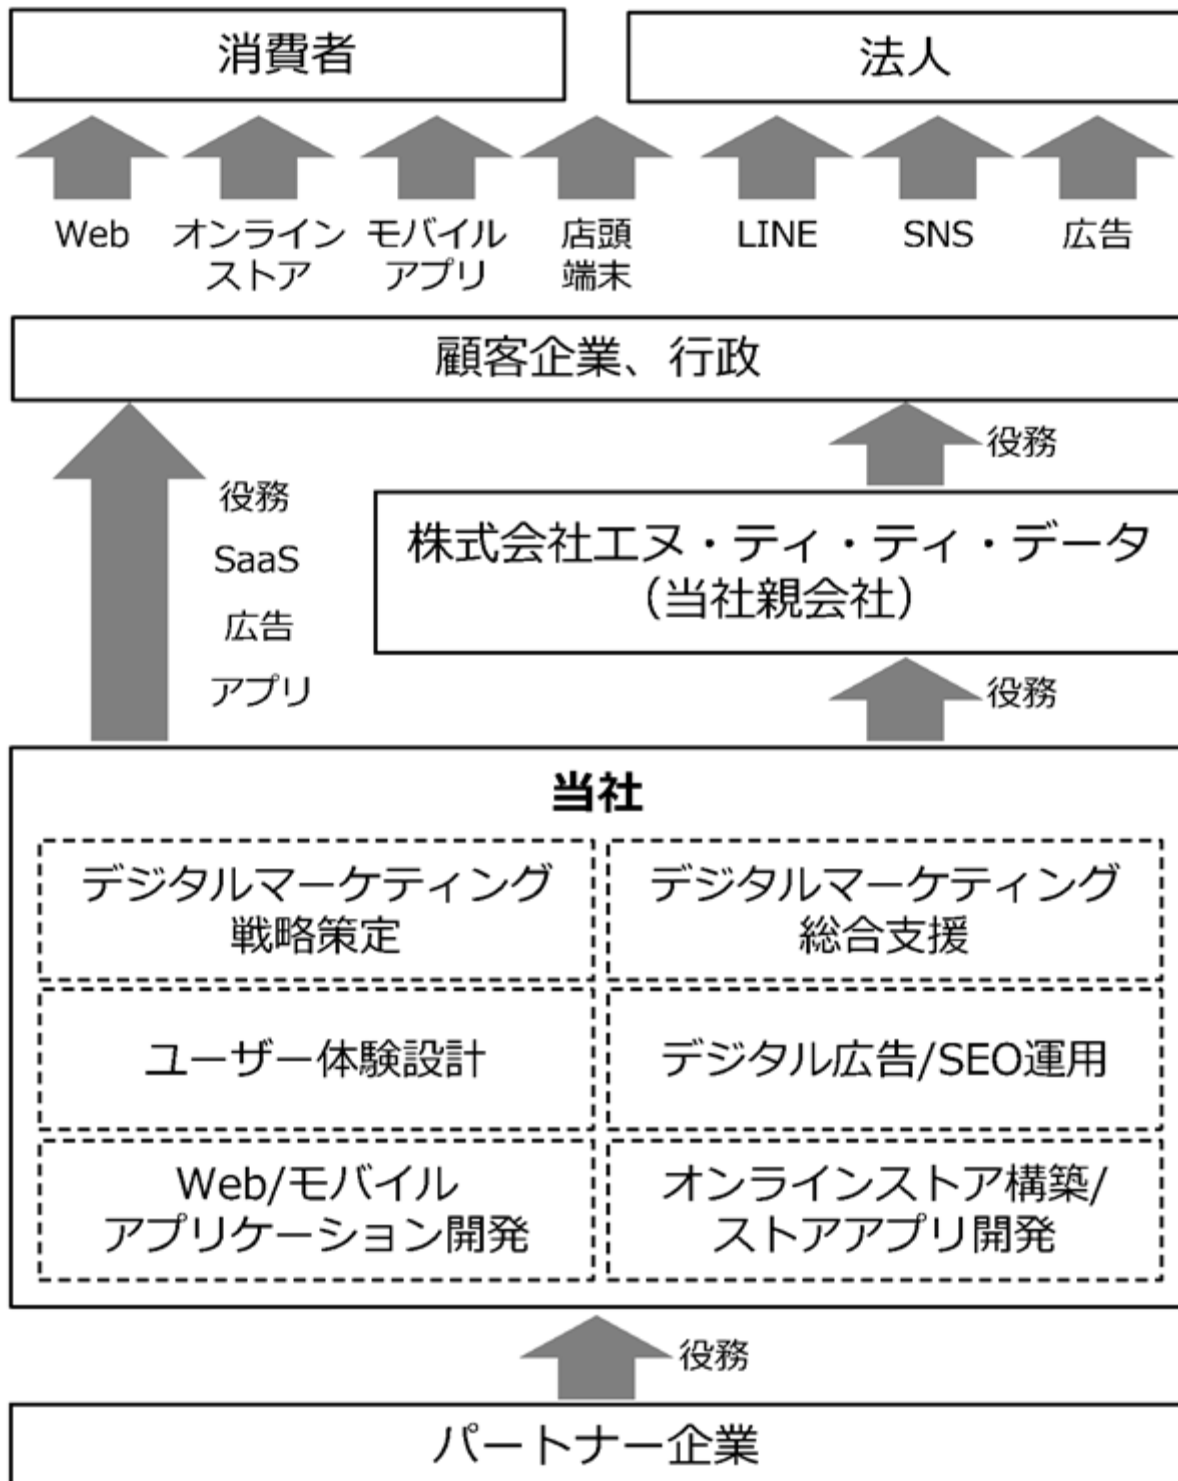 消費者
法人
Web
オンライン
ストア
モバイル
アプリ
店頭
端末
LINE
SNS
広告
顧客企業、行政
役務
SaaS
広告
アプリ
役務
株式会社エヌ・ティ・ティ・データ
（当社親会社）
役務
当社
デジタルマーケティング
戦略策定
デジタルマーケティング
総合支援
ユーザー体験設計
デジタル広告/SEO運用
Web/モバイル
アプリケーション開発
オンラインストア構築/
ストアアプリ開発
役務
パートナー企業